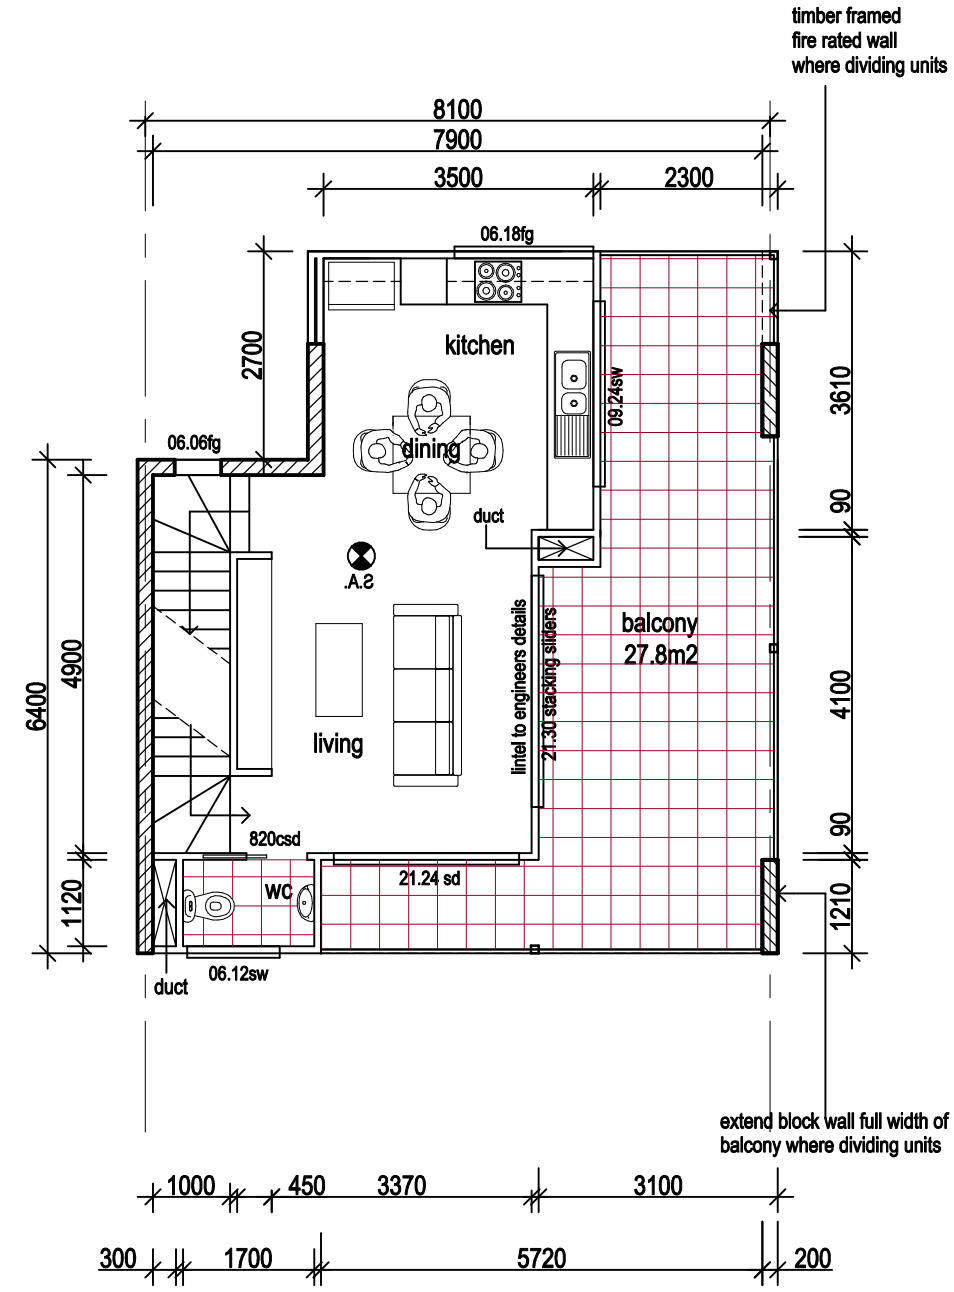 timber framed
fire rated wall
where dividing units
8100
7900
3500
2300
06.18fg
2700
kitchen
3610
09.24sw
06.06fg
dining
90
duct
S.A.
lintel to engineers details
21.30 stacking sliders
balcony
27.8m2
4900
6400
4100
living
820csd
90
WC
21.24 sd
1120
1210
06.12sw
duct
extend block wall full width of
balcony where dividing units
1000
450
3370
3100
300
1700
5720
200